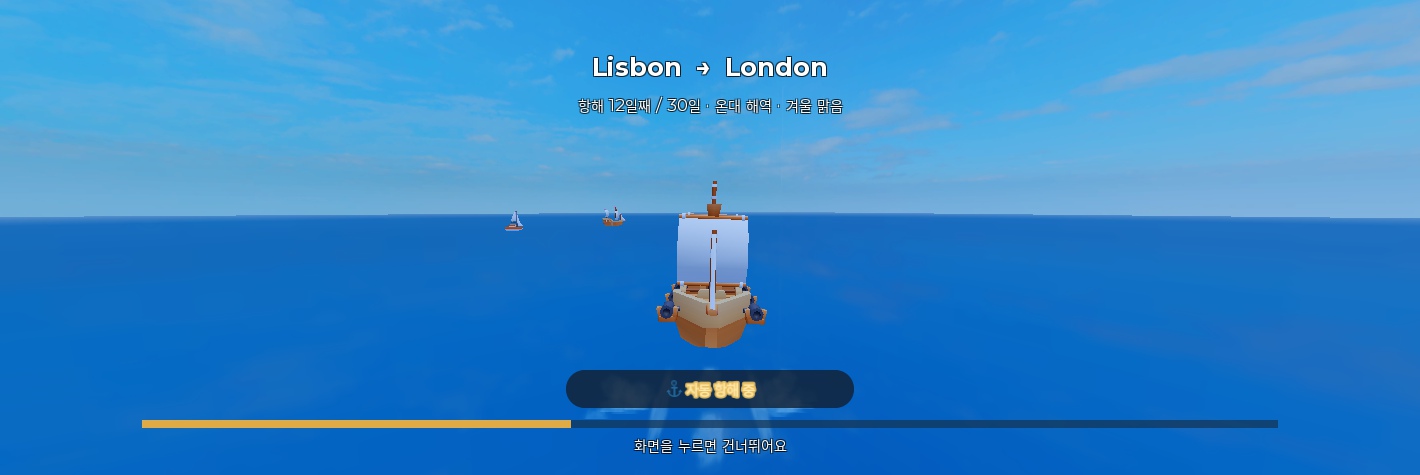 Lisbon → London
항해 12일째 / 30일 · 온대 해역 · 겨울 맑음
⚓ 자동 항해 중
화면을 누르면 건너뛰어요